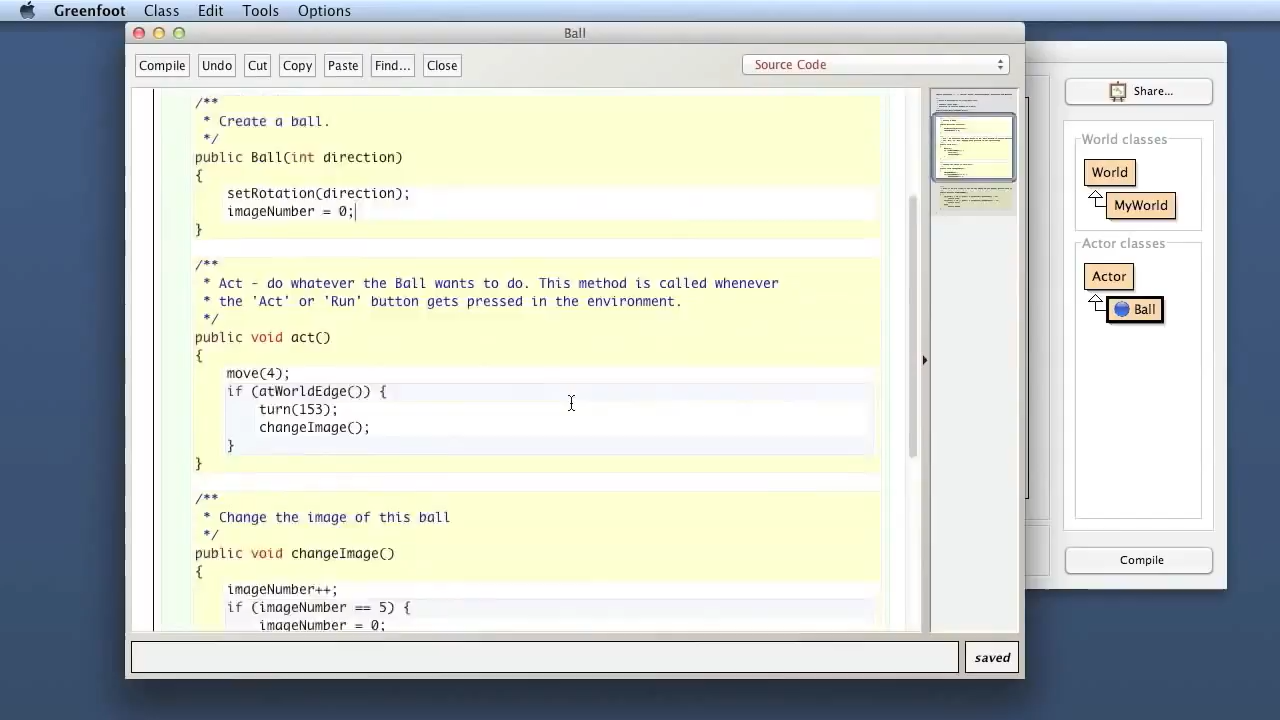 Greenfoot Class Edit Tools Options
Ball
Compile Undo Cut Copy Paste Find... Close Source Code
/**
* Create a ball.
*/
public Ball(int direction)
{
setRotation(direction);
imageNumber = 0;
}
/**
* Act - do whatever the Ball wants to do. This method is called whenever
* the 'Act' or 'Run' button gets pressed in the environment.
*/
public void act()
{
move(4);
if (atWorldEdge()) {
turn(153);
changeImage();
}
}
/**
* Change the image of this ball
*/
public void changeImage()
{
imageNumber++;
if (imageNumber == 5) {
imageNumber = 0;
saved
Share...
World classes
World
MyWorld
Actor classes
Actor
Ball
Compile